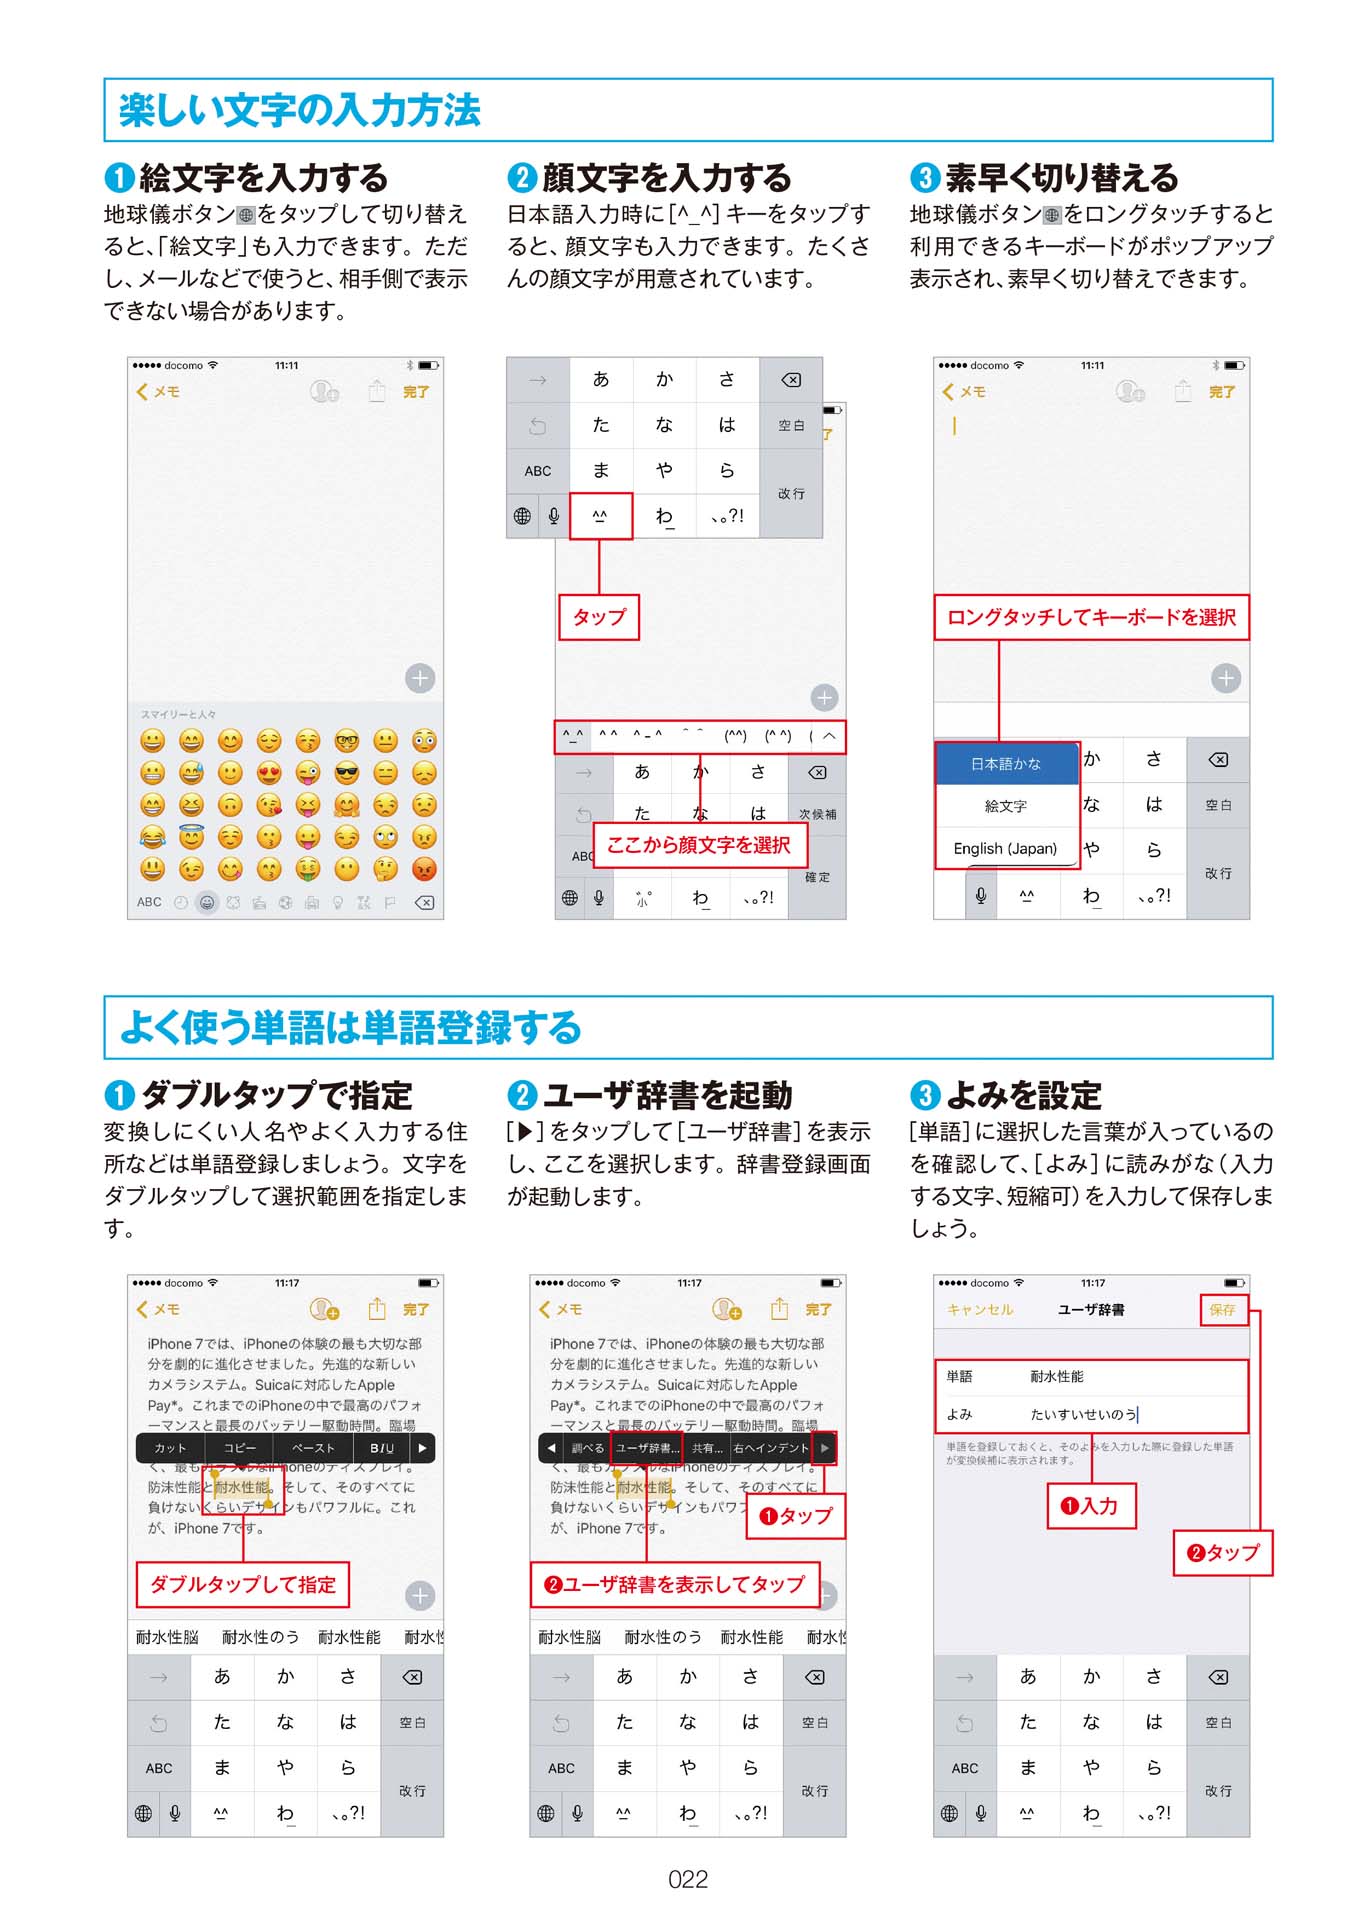 楽しい文字の入力方法
❶絵文字を入力する
地球儀ボタンをタップして切り替え
ると、「絵文字」も入力できます。ただ
し、メールなどで使うと、相手側で表示
できない場合があります。
❷顔文字を入力する
日本語入力時に[^_^]キーをタップす
ると、顔文字も入力できます。たくさ
んの顔文字が用意されています。
❸素早く切り替える
地球儀ボタンをロングタッチすると
利用できるキーボードがポップアップ
表示され、素早く切り替えできます。
●●●●● docomo 11:11
メモ 完了
スマイリーと人々
ABC
→ あ か さ
た な は 空白
ABC ま や ら
改行
^_^ わ_ 、。?!
了
タップ
^_^ ^ ^ ^ - ^ ＾ ＾ (^^) (^ ^) (
→ あ か さ
た な は 次候補
ここから顔文字を選択
ABC
確定
小 わ_ 、。?!
●●●●● docomo 11:11
メモ 完了
ロングタッチしてキーボードを選択
日本語かな か さ
絵文字 な は 空白
English (Japan) や ら
改行
^_^ わ_ 、。?!
よく使う単語は単語登録する
❶ダブルタップで指定
変換しにくい人名やよく入力する住
所などは単語登録しましょう。文字を
ダブルタップして選択範囲を指定しま
す。
❷ユーザ辞書を起動
[▶]をタップして[ユーザ辞書]を表示
し、ここを選択します。辞書登録画面
が起動します。
❸よみを設定
[単語]に選択した言葉が入っているの
を確認して、[よみ]に読みがな（入力
する文字、短縮可）を入力して保存しま
しょう。
●●●●● docomo 11:17
メモ 完了
iPhone 7では、iPhoneの体験の最も大切な部
分を劇的に進化させました。先進的な新しい
カメラシステム。Suicaに対応したApple
Pay*。これまでのiPhoneの中で最高のパフォ
ーマンスと最長のバッテリー駆動時間。臨場
カット コピー ペースト BIU ▶
く、最もカラフルなiPhoneのディスプレイ。
防沫性能と耐水性能。そして、そのすべてに
負けないくらいデザインもパワフルに。これ
が、iPhone 7です。
ダブルタップして指定
耐水性脳 耐水性のう 耐水性能 耐水性
→ あ か さ
た な は 空白
ABC ま や ら
改行
^_^ わ_ 、。?!
●●●●● docomo 11:17
メモ 完了
iPhone 7では、iPhoneの体験の最も大切な部
分を劇的に進化させました。先進的な新しい
カメラシステム。Suicaに対応したApple
Pay*。これまでのiPhoneの中で最高のパフォ
ーマンスと最長のバッテリー駆動時間。臨場
◀ 調べる ユーザ辞書... 共有... 右へインデント ▶
く、最もカラフルなiPhoneのディスプレイ。
防沫性能と耐水性能。そして、そのすべてに
負けないくらいデザインもパワフ
が、iPhone 7です。
❶タップ
❷ユーザ辞書を表示してタップ
耐水性脳 耐水性のう 耐水性能 耐水性
→ あ か さ
た な は 空白
ABC ま や ら
改行
^_^ わ_ 、。?!
●●●●● docomo 11:17
キャンセル ユーザ辞書 保存
単語 耐水性能
よみ たいすいせいのう
単語を登録しておくと、そのよみを入力した際に登録した単語
が変換候補に表示されます。
❶入力
❷タップ
→ あ か さ
た な は 空白
ABC ま や ら
改行
^_^ わ_ 、。?!
022